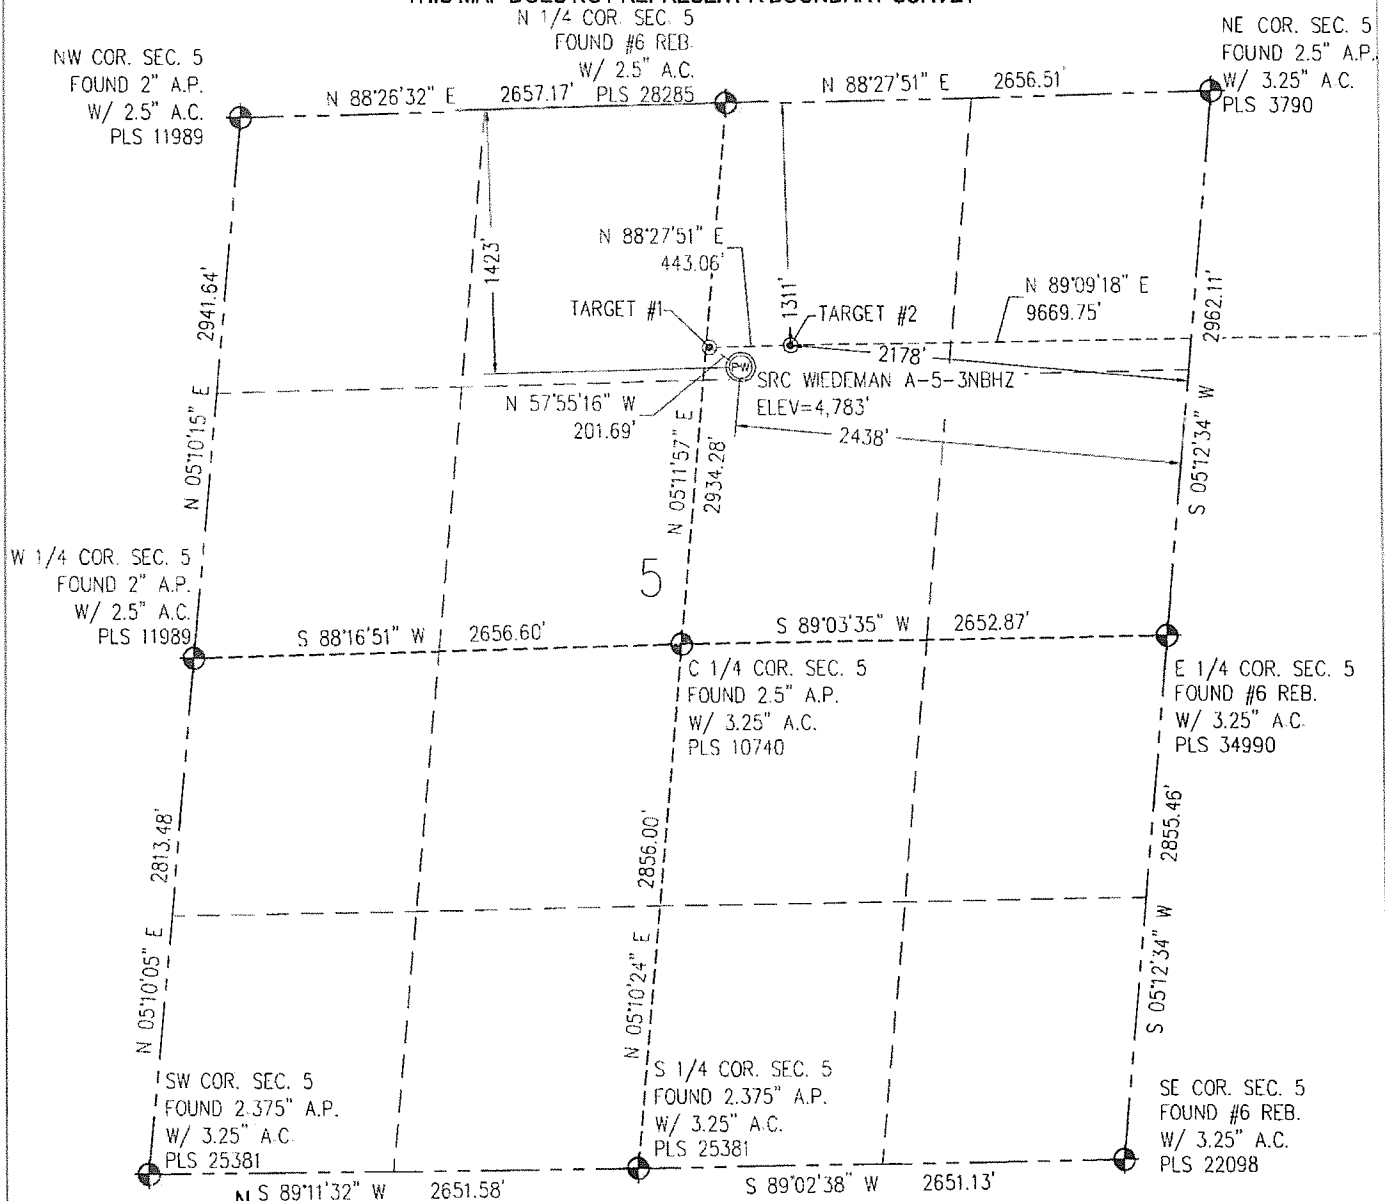 N 1/4 COR. SEC. 5
FOUND #6 REB.
W/ 2.5" A.C.
PLS 28285
NE COR. SEC. 5
FOUND 2.5" A.P.
W/ 3.25" A.C.
PLS 3790
NW COR. SEC. 5
FOUND 2" A.P.
W/ 2.5" A.C.
PLS 11989
N 88°26'32" E 2657.17'
N 88°27'51" E 2656.51'
2941.64'
N 05°10'15" E
1423'
N 88°27'51" E
443.06'
1311'
TARGET #1
TARGET #2
N 89°09'18" E
9669.75'
2962.11'
S 05°12'34" W
2178'
PW
SRC WIEDEMAN A-5-3NBHZ
ELEV=4,783'
N 57°55'16" W
201.69'
2438'
N 05°11'57" E
2934.28'
5
W 1/4 COR. SEC. 5
FOUND 2" A.P.
W/ 2.5" A.C.
PLS 11989
S 88°16'51" W 2656.60'
S 89°03'35" W 2652.87'
C 1/4 COR. SEC. 5
FOUND 2.5" A.P.
W/ 3.25" A.C.
PLS 10740
E 1/4 COR. SEC. 5
FOUND #6 REB.
W/ 3.25" A.C.
PLS 34990
2813.48'
N 05°10'05" E
2856.00'
N 05°10'24" E
2855.46'
S 05°12'34" W
SW COR. SEC. 5
FOUND 2.375" A.P.
W/ 3.25" A.C.
PLS 25381
S 1/4 COR. SEC. 5
FOUND 2.375" A.P.
W/ 3.25" A.C.
PLS 25381
SE COR. SEC. 5
FOUND #6 REB.
W/ 3.25" A.C.
PLS 22098
N
S 89°11'32" W 2651.58'
S 89°02'38" W 2651.13'